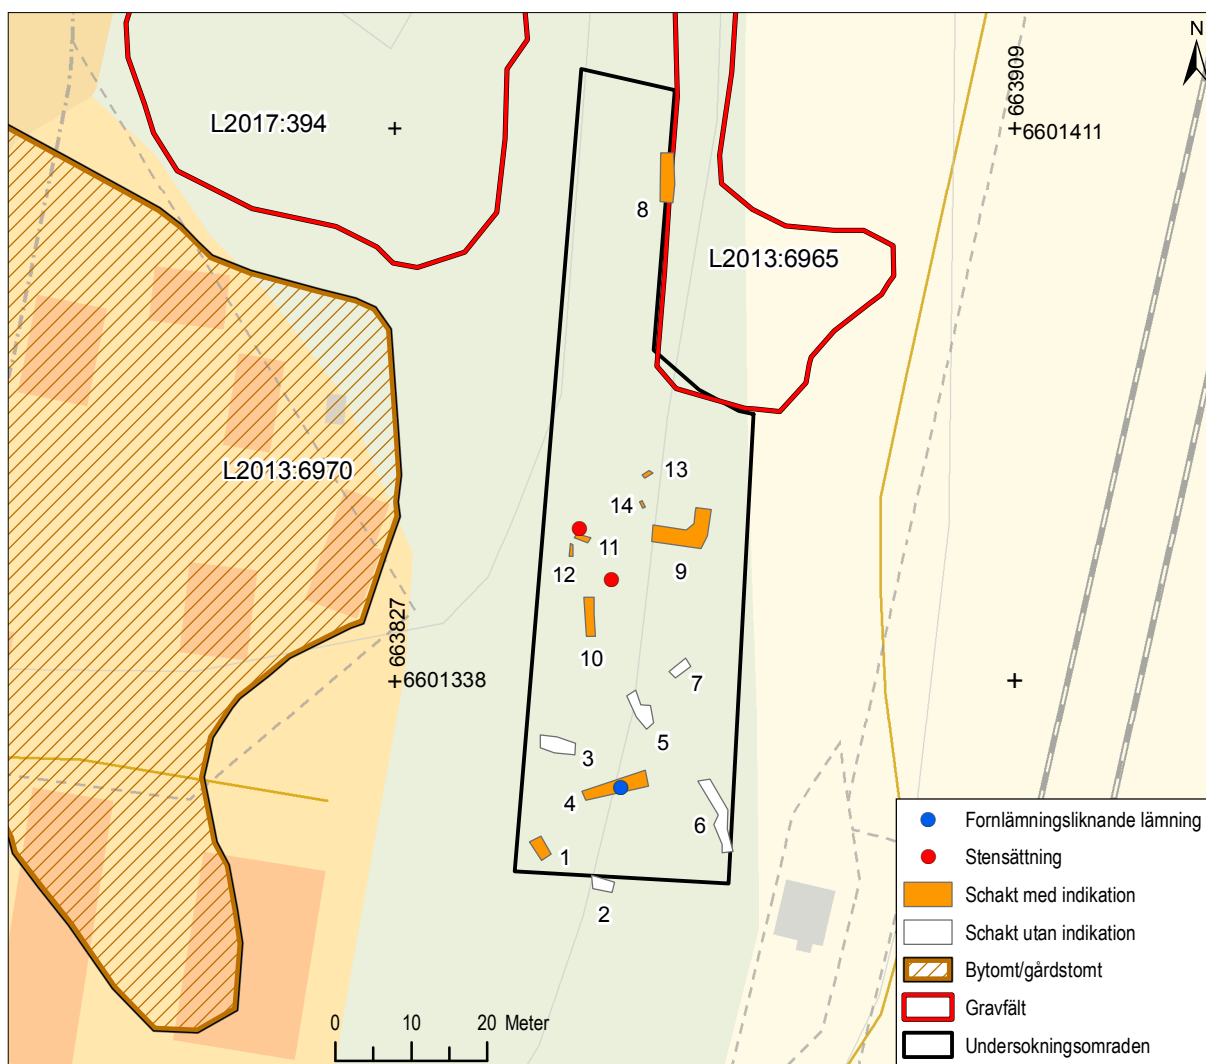 N
663909
L2017:394
6601411
8
L2013:6965
L2013:6970
13
14
11
12
9
10
663827
6601338
7
5
3
4
6
1
2
Fornlämningsliknande lämning
Stensättning
Schakt med indikation
Schakt utan indikation
Bytomt/gårdstomt
Gravfält
Undersokningsomraden
0 10 20 Meter